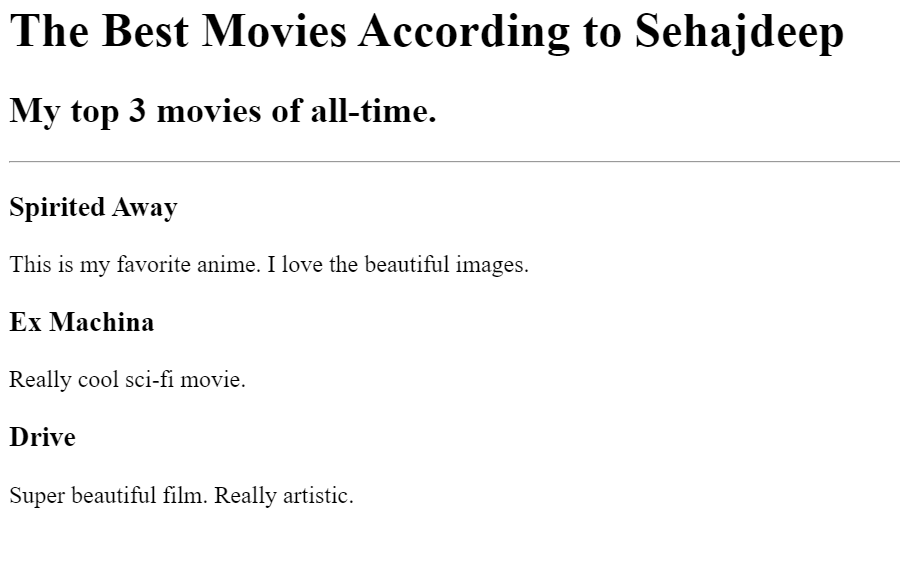 The Best Movies According to Sehajdeep
My top 3 movies of all-time.
Spirited Away
This is my favorite anime. I love the beautiful images.
Ex Machina
Really cool sci-fi movie.
Drive
Super beautiful film. Really artistic.